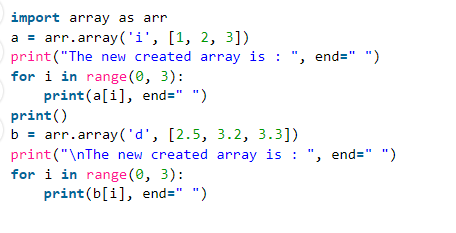 import array as arr
a = arr.array('i', [1, 2, 3])
print("The new created array is : ", end=" ")
for i in range(0, 3):
    print(a[i], end=" ")
print()
b = arr.array('d', [2.5, 3.2, 3.3])
print("\nThe new created array is : ", end=" ")
for i in range(0, 3):
    print(b[i], end=" ")